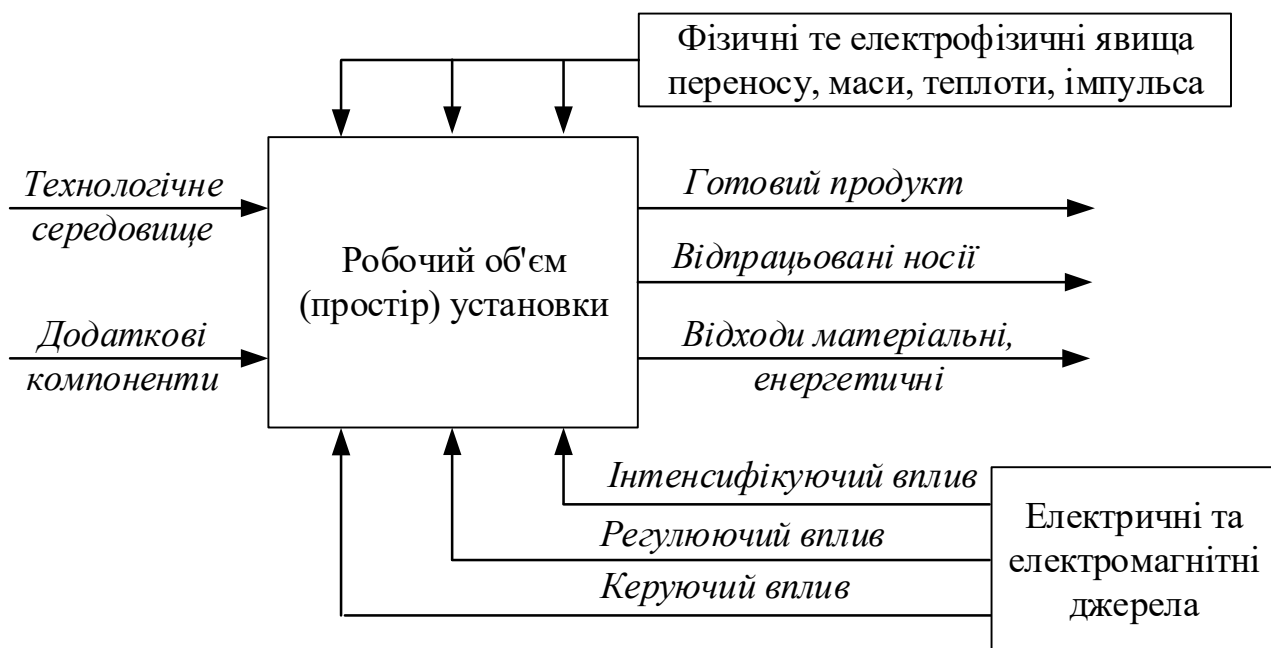 Фізичні те електрофізичні явища
переносу, маси, теплоти, імпульса
Технологічне
середовище
Додаткові
компоненти
Робочий об'єм
(простір) установки
Готовий продукт
Відпрацьовані носії
Відходи матеріальні,
енергетичні
Інтенсифікуючий вплив
Регулюючий вплив
Керуючий вплив
Електричні та
електромагнітні
джерела